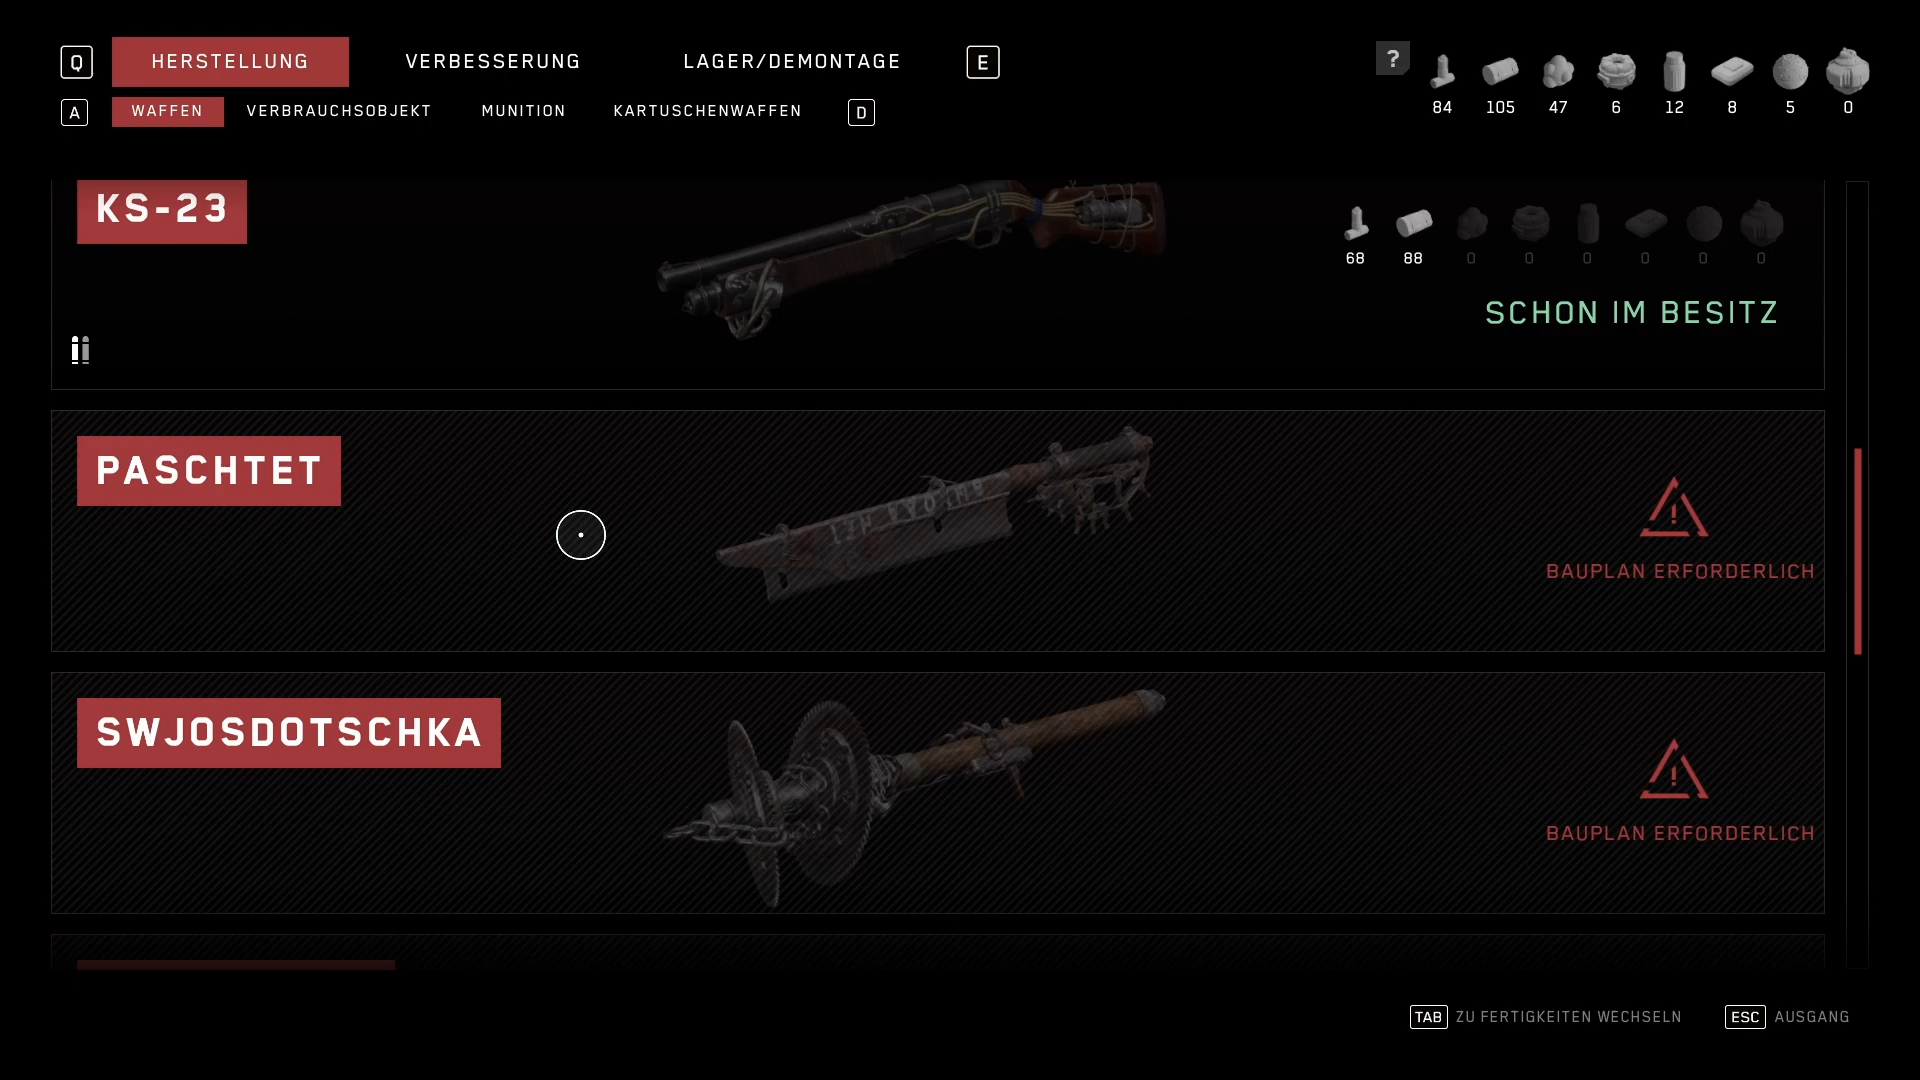 Q HERSTELLUNG VERBESSERUNG LAGER/DEMONTAGE E
A WAFFEN VERBRAUCHSOBJEKT MUNITION KARTUSCHENWAFFEN D
?
84 105 47 6 12 8 5 0
KS-23
68 88 0 0 0 0 0 0
SCHON IM BESITZ
PASCHTET
BAUPLAN ERFORDERLICH
SWJOSDOTSCHKA
BAUPLAN ERFORDERLICH
TAB ZU FERTIGKEITEN WECHSELN ESC AUSGANG